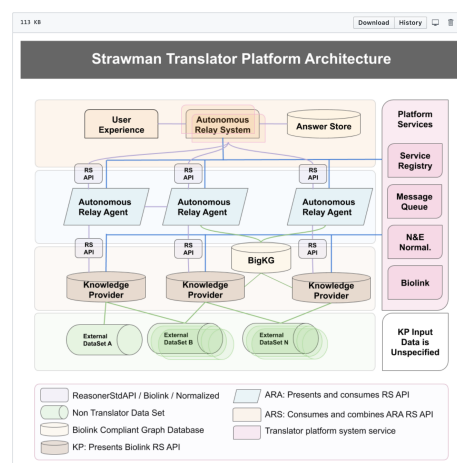 113 KB
Download
History
Strawman Translator Platform Architecture
User
Experience
Autonomous
Relay System
Answer Store
Platform
Services
Service
Registry
Message
Queue
N&E
Normal.
Biolink
RS
API
RS
API
RS
API
Autonomous
Relay Agent
Autonomous
Relay Agent
Autonomous
Relay Agent
RS
API
RS
API
RS
API
BigKG
Knowledge
Provider
Knowledge
Provider
Knowledge
Provider
External
DataSet A
External
DataSet B
External
DataSet N
KP Input
Data is
Unspecified
ReasonerStdAPI / Biolink / Normalized
Non Translator Data Set
Biolink Compliant Graph Database
KP: Presents Biolink RS API
ARA: Presents and consumes RS API
ARS: Consumes and combines ARA RS API
Translator platform system service